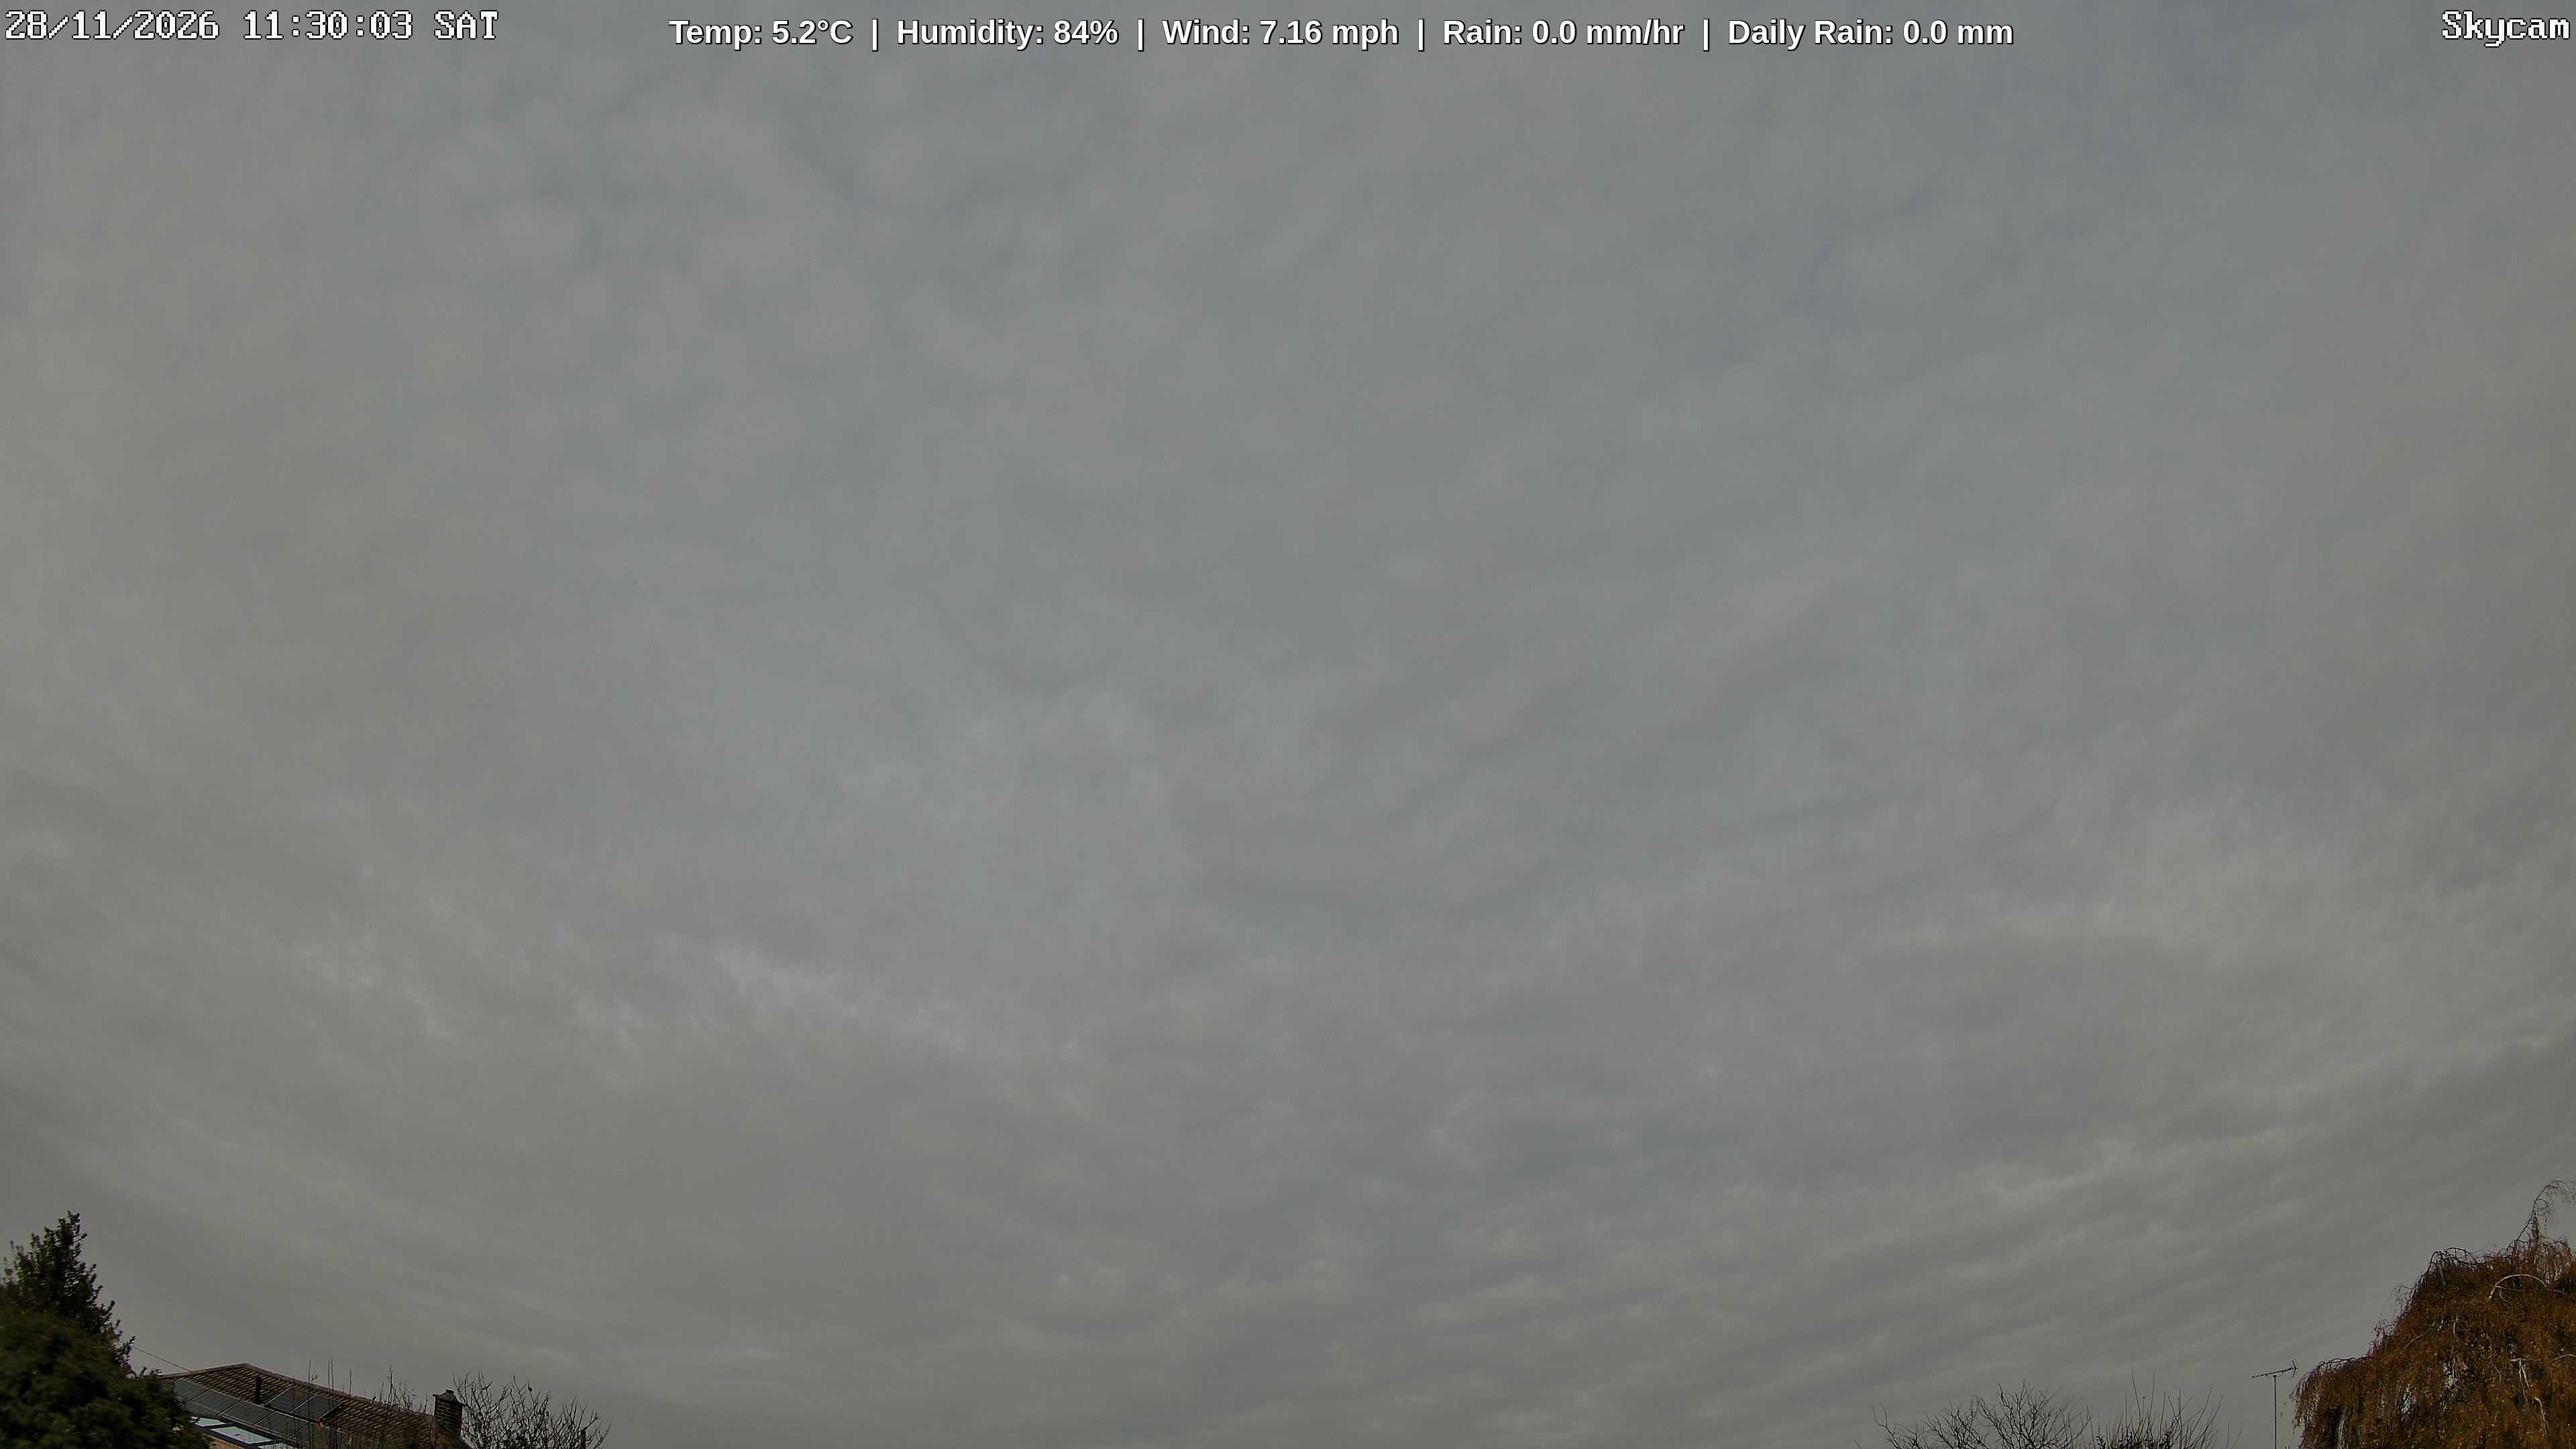 28/11/2026 11:30:03 SAT
Temp: 5.2°C | Humidity: 84% | Wind: 7.16 mph | Rain: 0.0 mm/hr | Daily Rain: 0.0 mm
Skycam